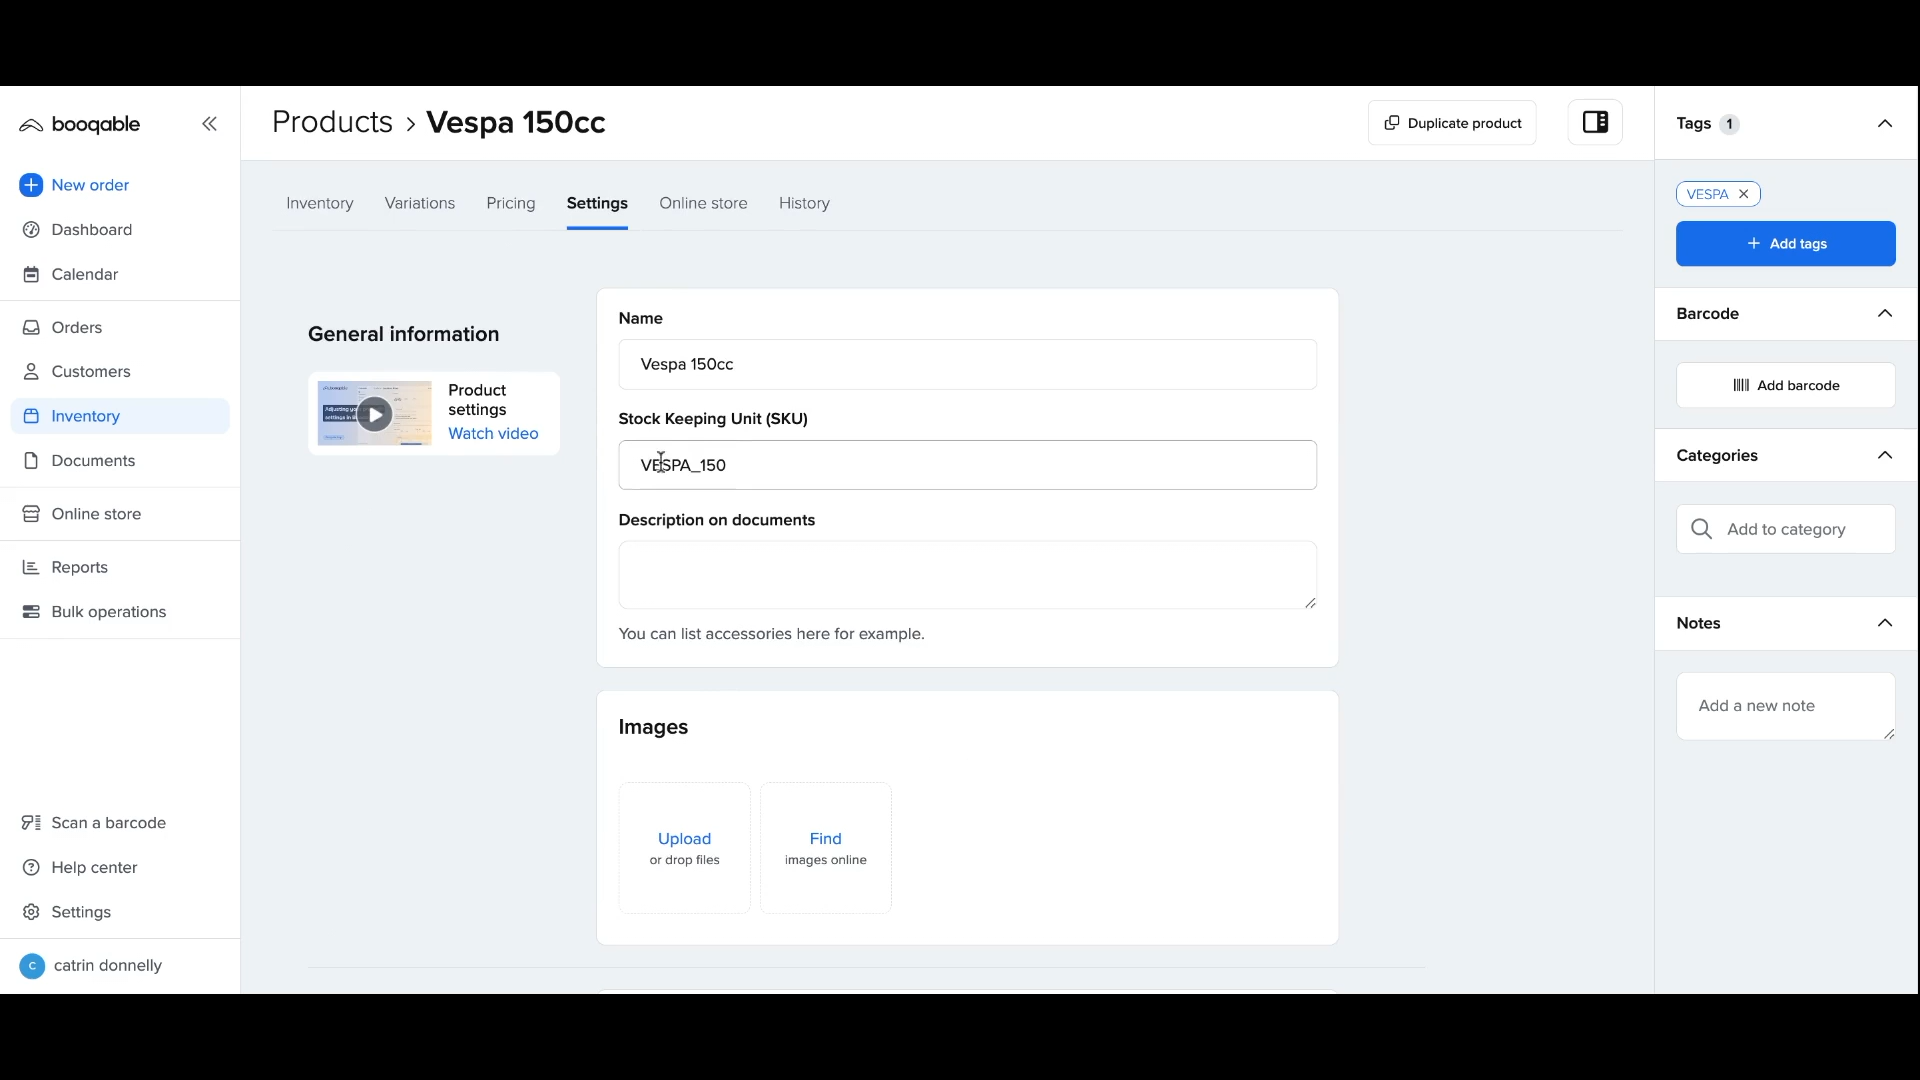 booqable
New order
Dashboard
Calendar
Orders
Customers
Inventory
Documents
Online store
Reports
Bulk operations
Scan a barcode
Help center
Settings
c
catrin donnelly
Products › Vespa 150cc
Duplicate product
Inventory
Variations
Pricing
Settings
Online store
History
General information
Product
settings
Watch video
Name
Vespa 150cc
Stock Keeping Unit (SKU)
VESPA_150
Description on documents
You can list accessories here for example.
Images
Upload
or drop files
Find
images online
Tags 1
VESPA ✕
+ Add tags
Barcode
Add barcode
Categories
Add to category
Notes
Add a new note